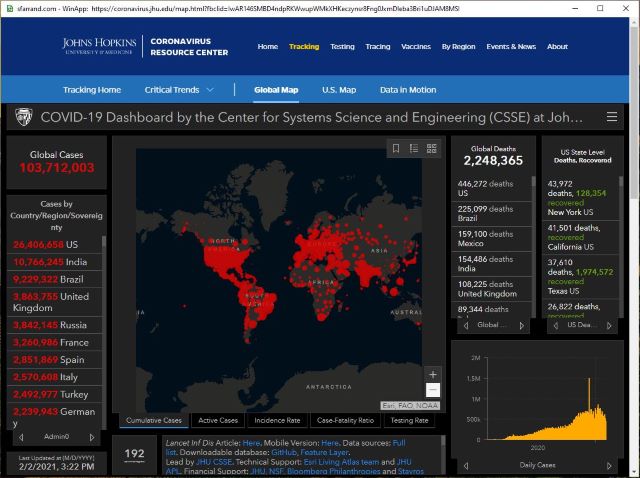 sfarrand.com - WinApp: https://coronavirus.jhu.edu/map.html?fbclid=
JOHNS HOPKINS
UNIVERSITY & MEDICINE
CORONAVIRUS
RESOURCE CENTER
Home Tracking Testing Tracing Vaccines By Region Events & News About
Tracking Home Critical Trends Global Map U.S. Map Data in Motion
COVID-19 Dashboard by the Center for Systems Science and Engineering (CSSE) at Joh...
Global Cases
103,712,003
Cases by
Country/Region/Sovereig
nty
26,406,658 US
10,766,245 India
9,229,322 Brazil
3,863,755 United
Kingdom
3,842,145 Russia
3,260,986 France
2,851,869 Spain
2,570,608 Italy
2,492,977 Turkey
2,239,943 German
y
Admin0
Last Updated at (M/D/YYYY)
2/2/2021, 3:22 PM
NORTH
AMERICA
EUROPE
ASIA
AFRICA
SOUTH
AMERICA
AUSTRAL
ANTARCTICA
+
−
Esri, FAO, NOAA
Cumulative Cases Active Cases Incidence Rate Case-Fatality Ratio Testing Rate
192
Lancet Inf Dis Article: Here. Mobile Version: Here. Data sources: Full
list. Downloadable database: GitHub, Feature Layer.
Lead by JHU CSSE. Technical Support: Esri Living Atlas team and JHU
APL. Financial Support: JHU, NSF, Bloomberg Philanthropies and Stavros
Global Deaths
2,248,365
446,272 deaths
US
225,099 deaths
Brazil
159,100 deaths
Mexico
154,486 deaths
India
108,225 deaths
United Kingdom
89,344 deaths
Global ...
US State Level
Deaths, Recovered
43,972
deaths, 128,354
recovered
New York US
41,501 deaths,
recovered
California US
37,610
deaths, 1,974,572
recovered
Texas US
26,822 deaths,
US Dea...
2M
1.5M
1M
500k
0
2020
Daily Cases